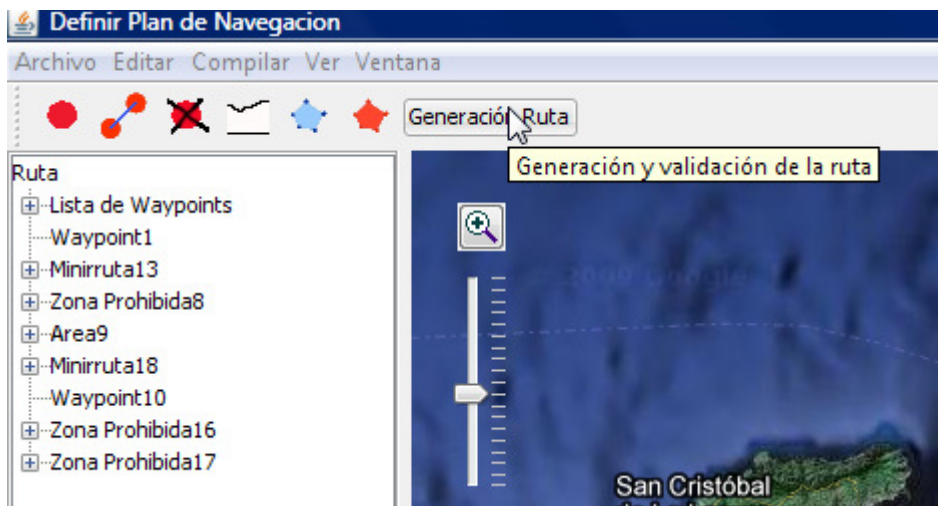 Definir Plan de Navegacion
Archivo Editar Compilar Ver Ventana
Generación Ruta
Generación y validación de la ruta
Ruta
Lista de Waypoints
Waypoint1
Minirruta13
Zona Prohibida8
Area9
Minirruta18
Waypoint10
Zona Prohibida16
Zona Prohibida17
San Cristóbal